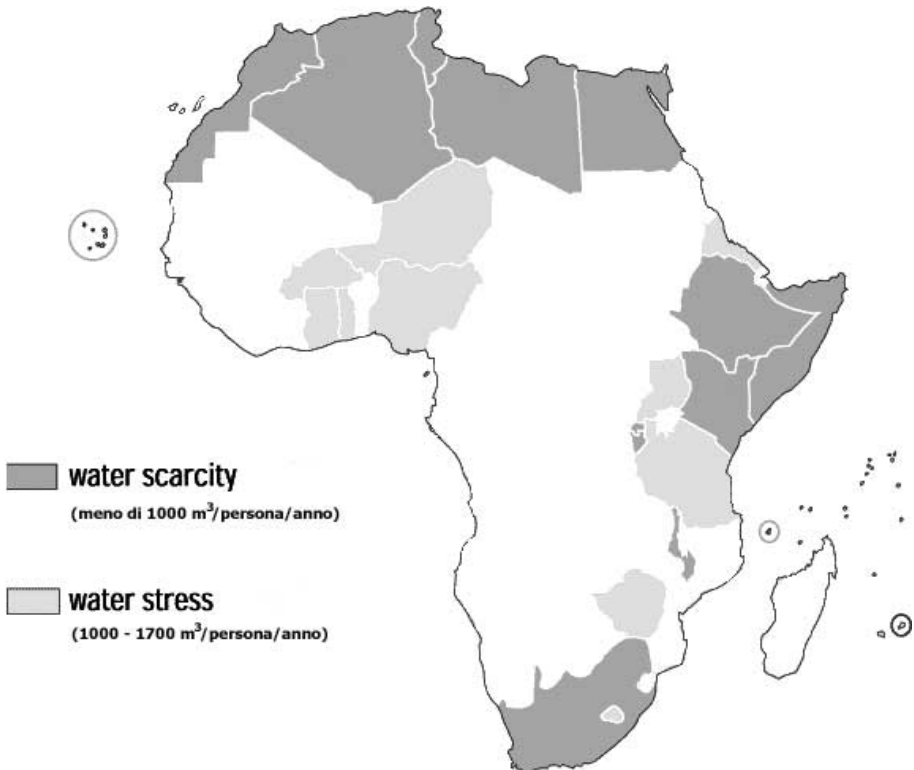 water scarcity
(meno di 1000 m³/persona/anno)
water stress
(1000 - 1700 m³/persona/anno)